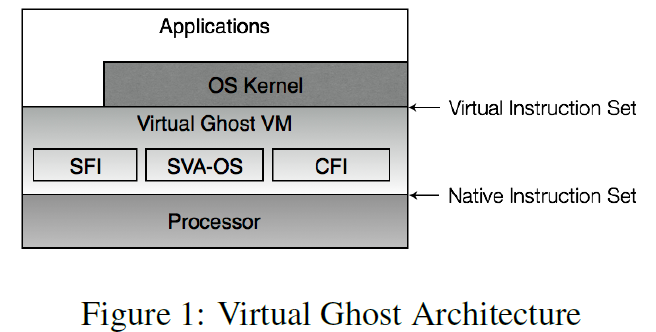 Applications
OS Kernel
Virtual Instruction Set
Virtual Ghost VM
SFI
SVA-OS
CFI
Native Instruction Set
Processor
Figure 1: Virtual Ghost Architecture